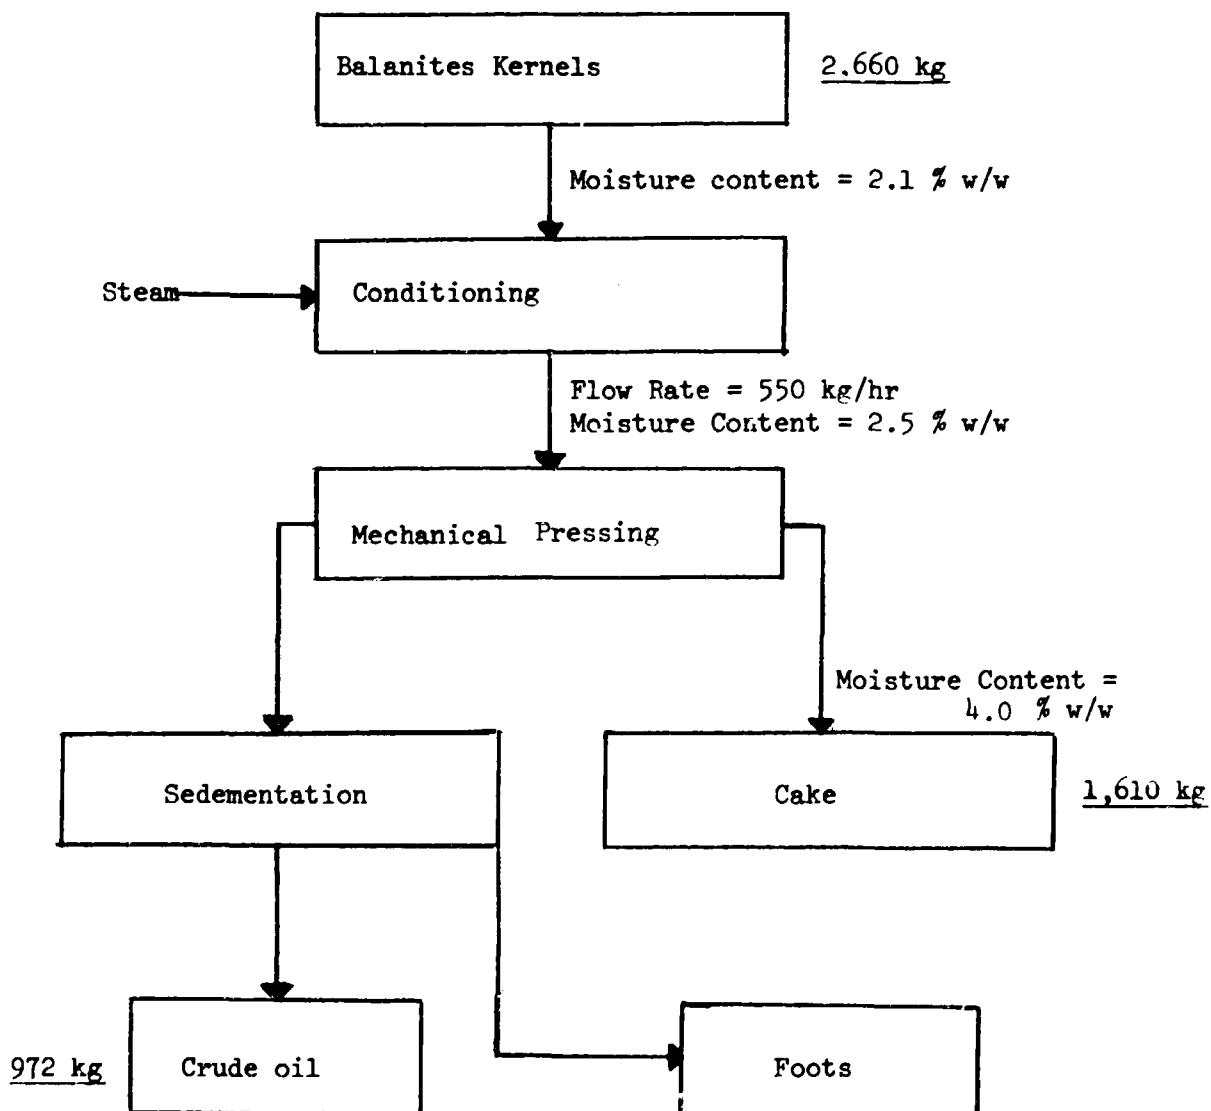 Balanites Kernels
2.660 kg
Moisture content = 2.1 % w/w
Steam
Conditioning
Flow Rate = 550 kg/hr
Moisture Content = 2.5 % w/w
Mechanical Pressing
Moisture Content =
4.0 % w/w
Sedementation
Cake
1,610 kg
972 kg
Crude oil
Foots